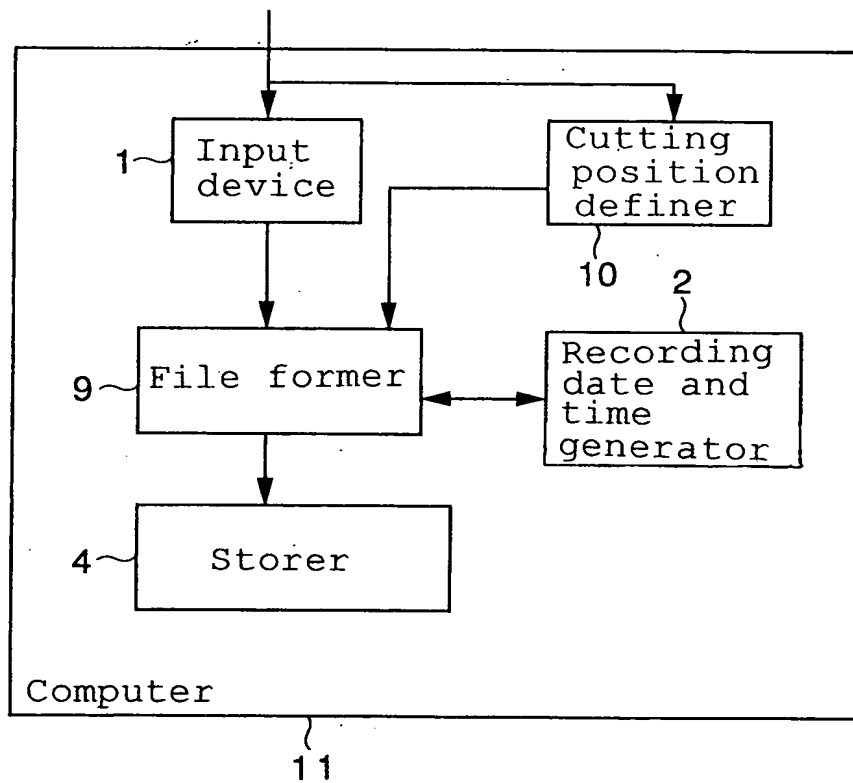 1
Input
device
Cutting
position
definer
10
2
9
File former
Recording
date and
time
generator
4
Storer
Computer
11